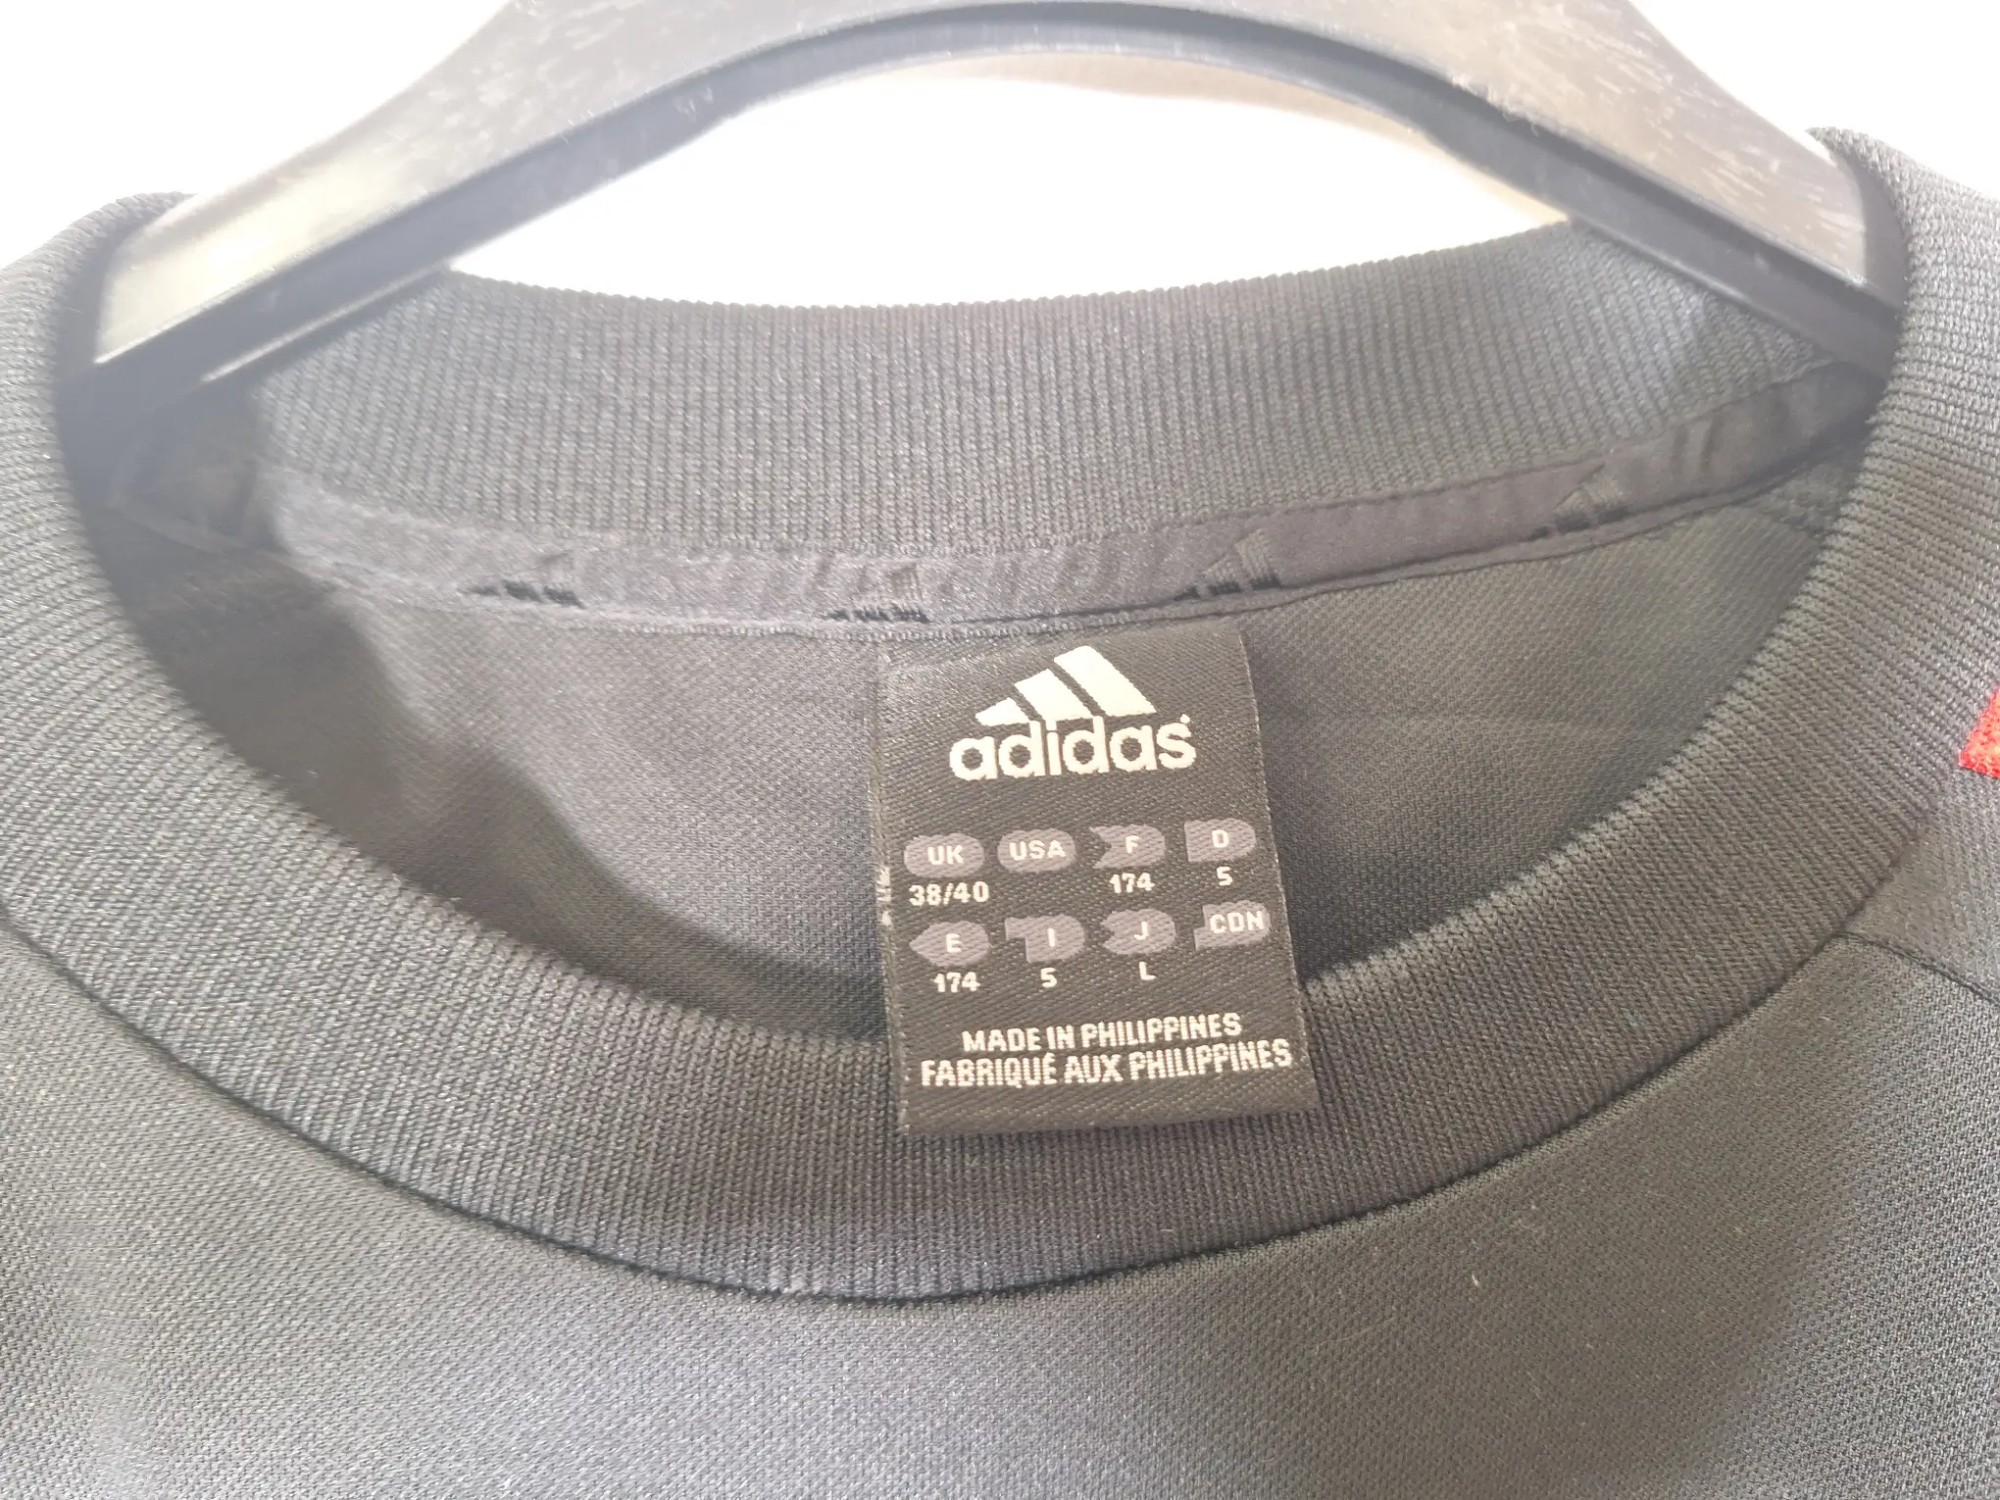 adidas
UK USA F D
38/40 174 5
E I J CDN
174 5 L
MADE IN PHILIPPINES
FABRIQUÉ AUX PHILIPPINES